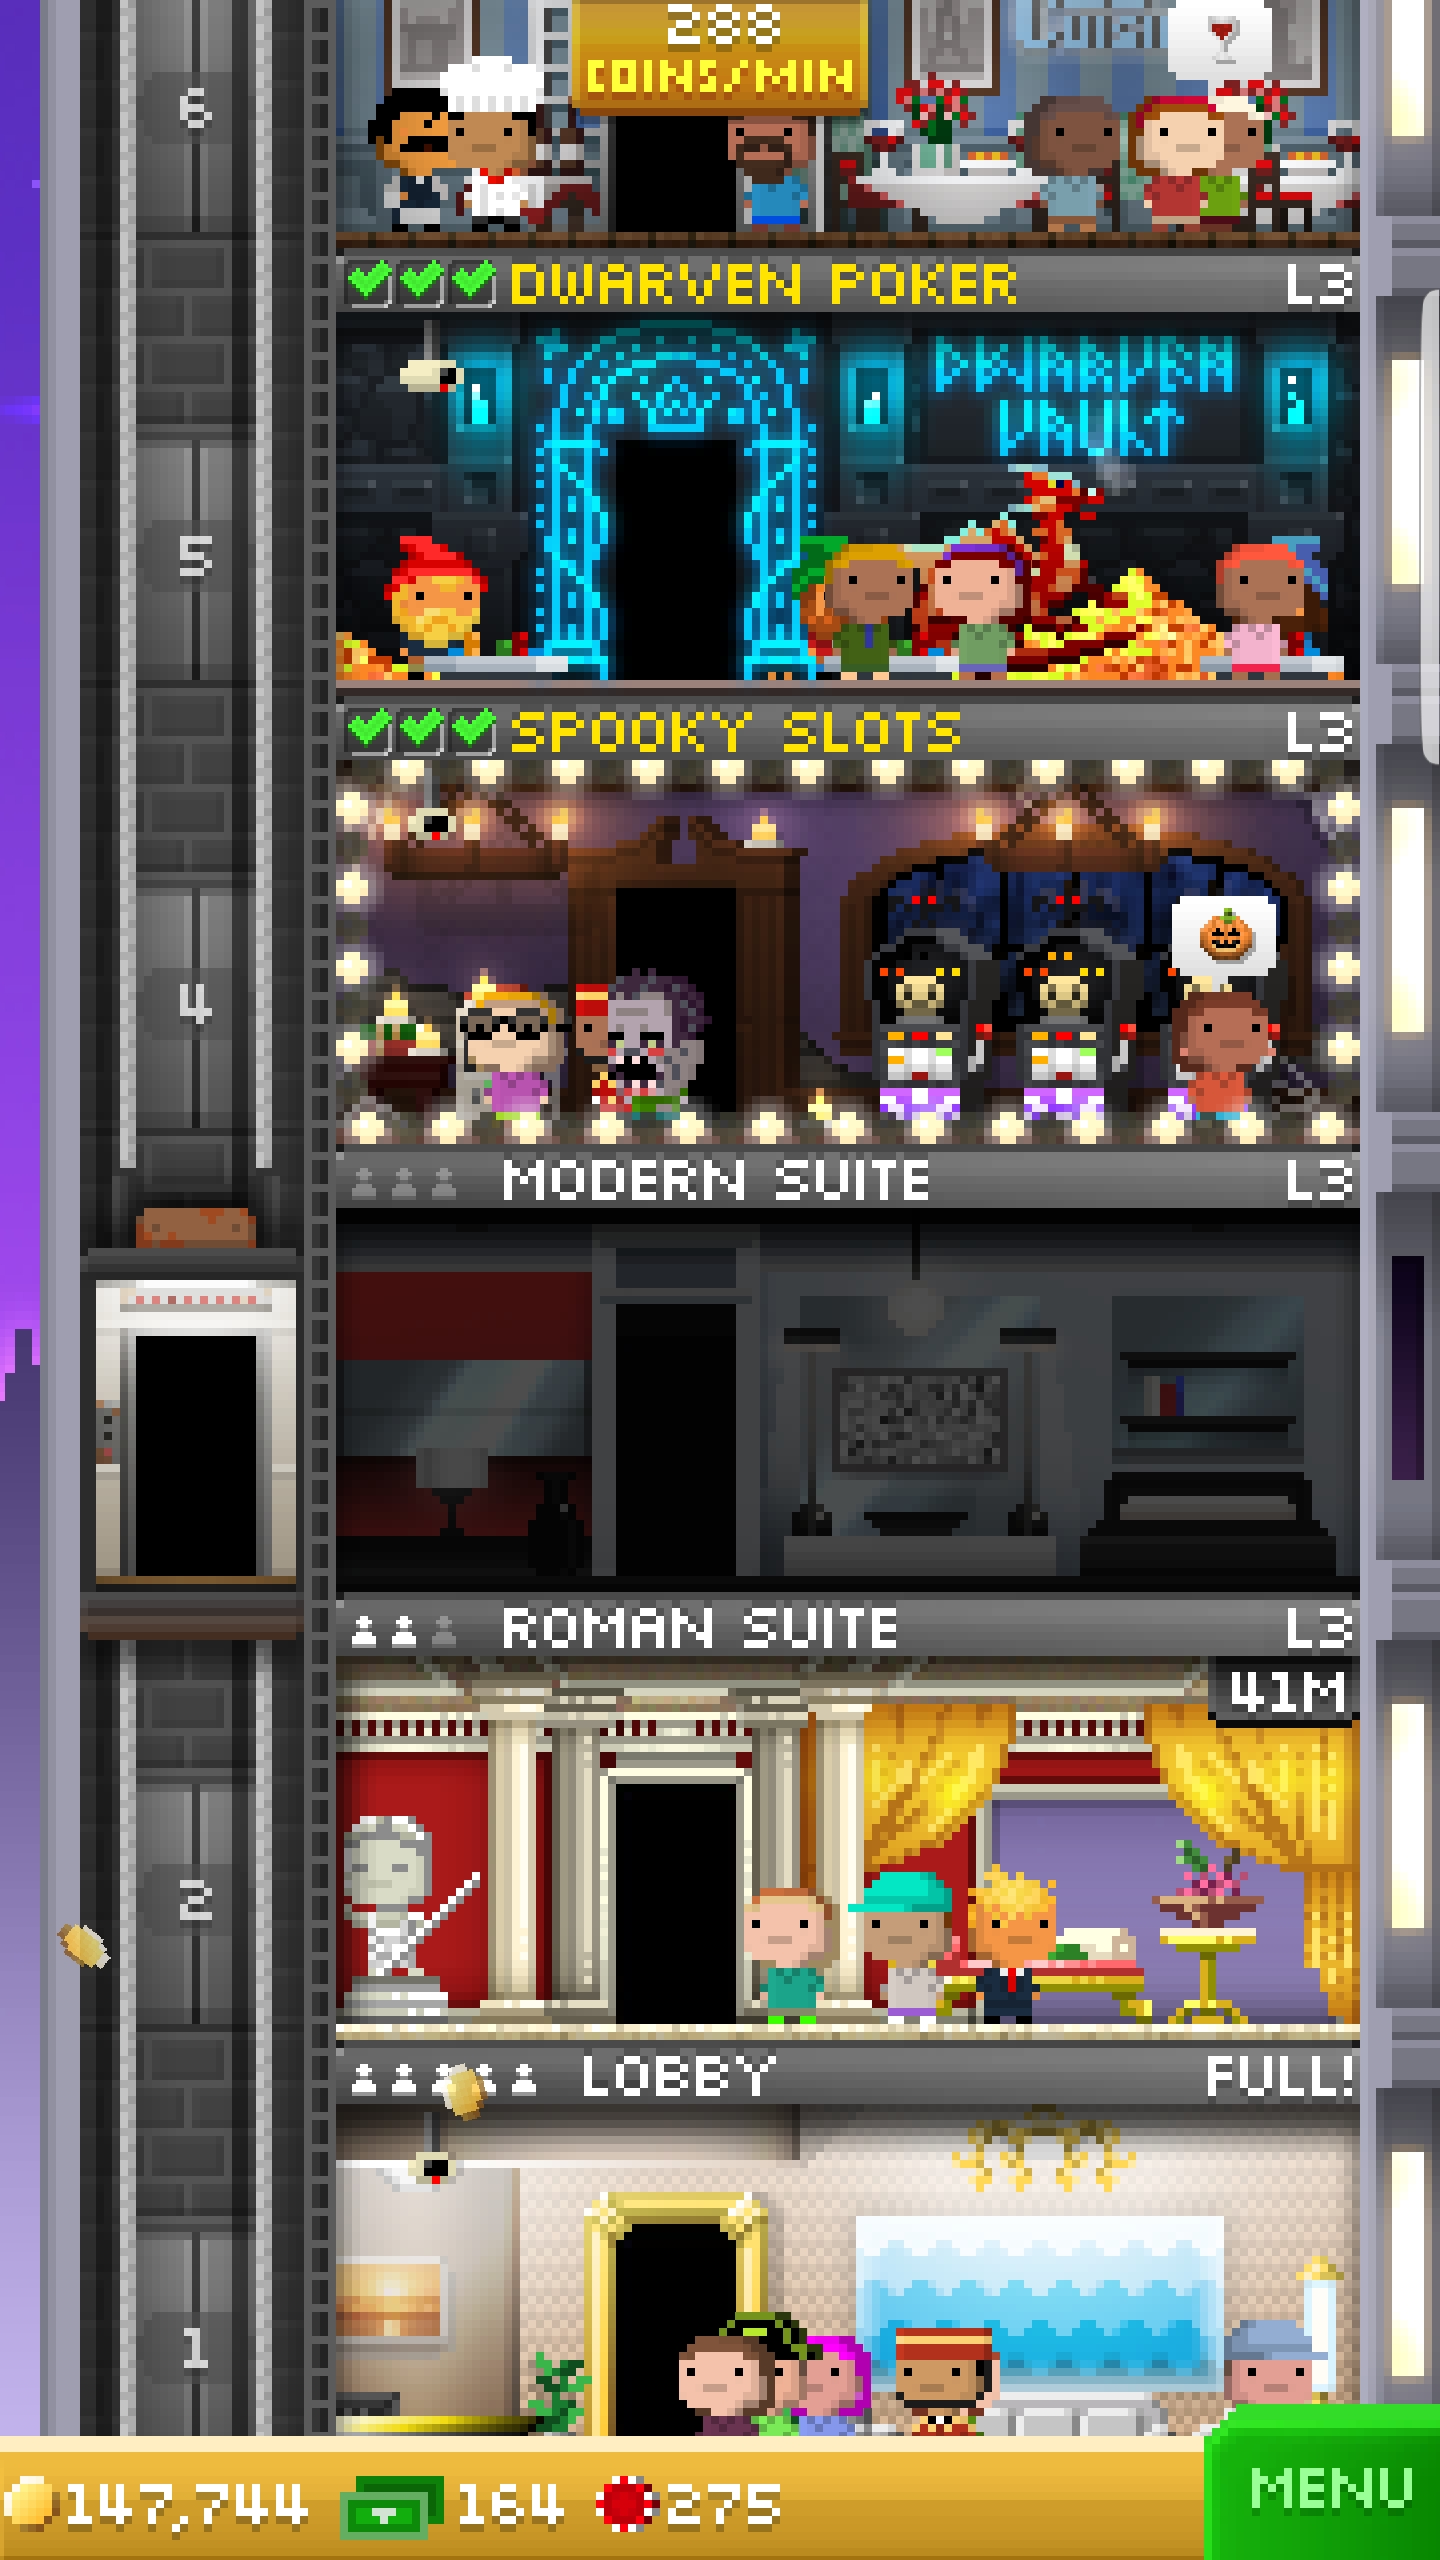 288
COINS/MIN
6
DWARVEN POKER L3
DWARVEN
VAULT
5
SPOOKY SLOTS L3
4
MODERN SUITE L3
ROMAN SUITE L3
41M
2
LOBBY FULL!
1
147,744 164 275 MENU